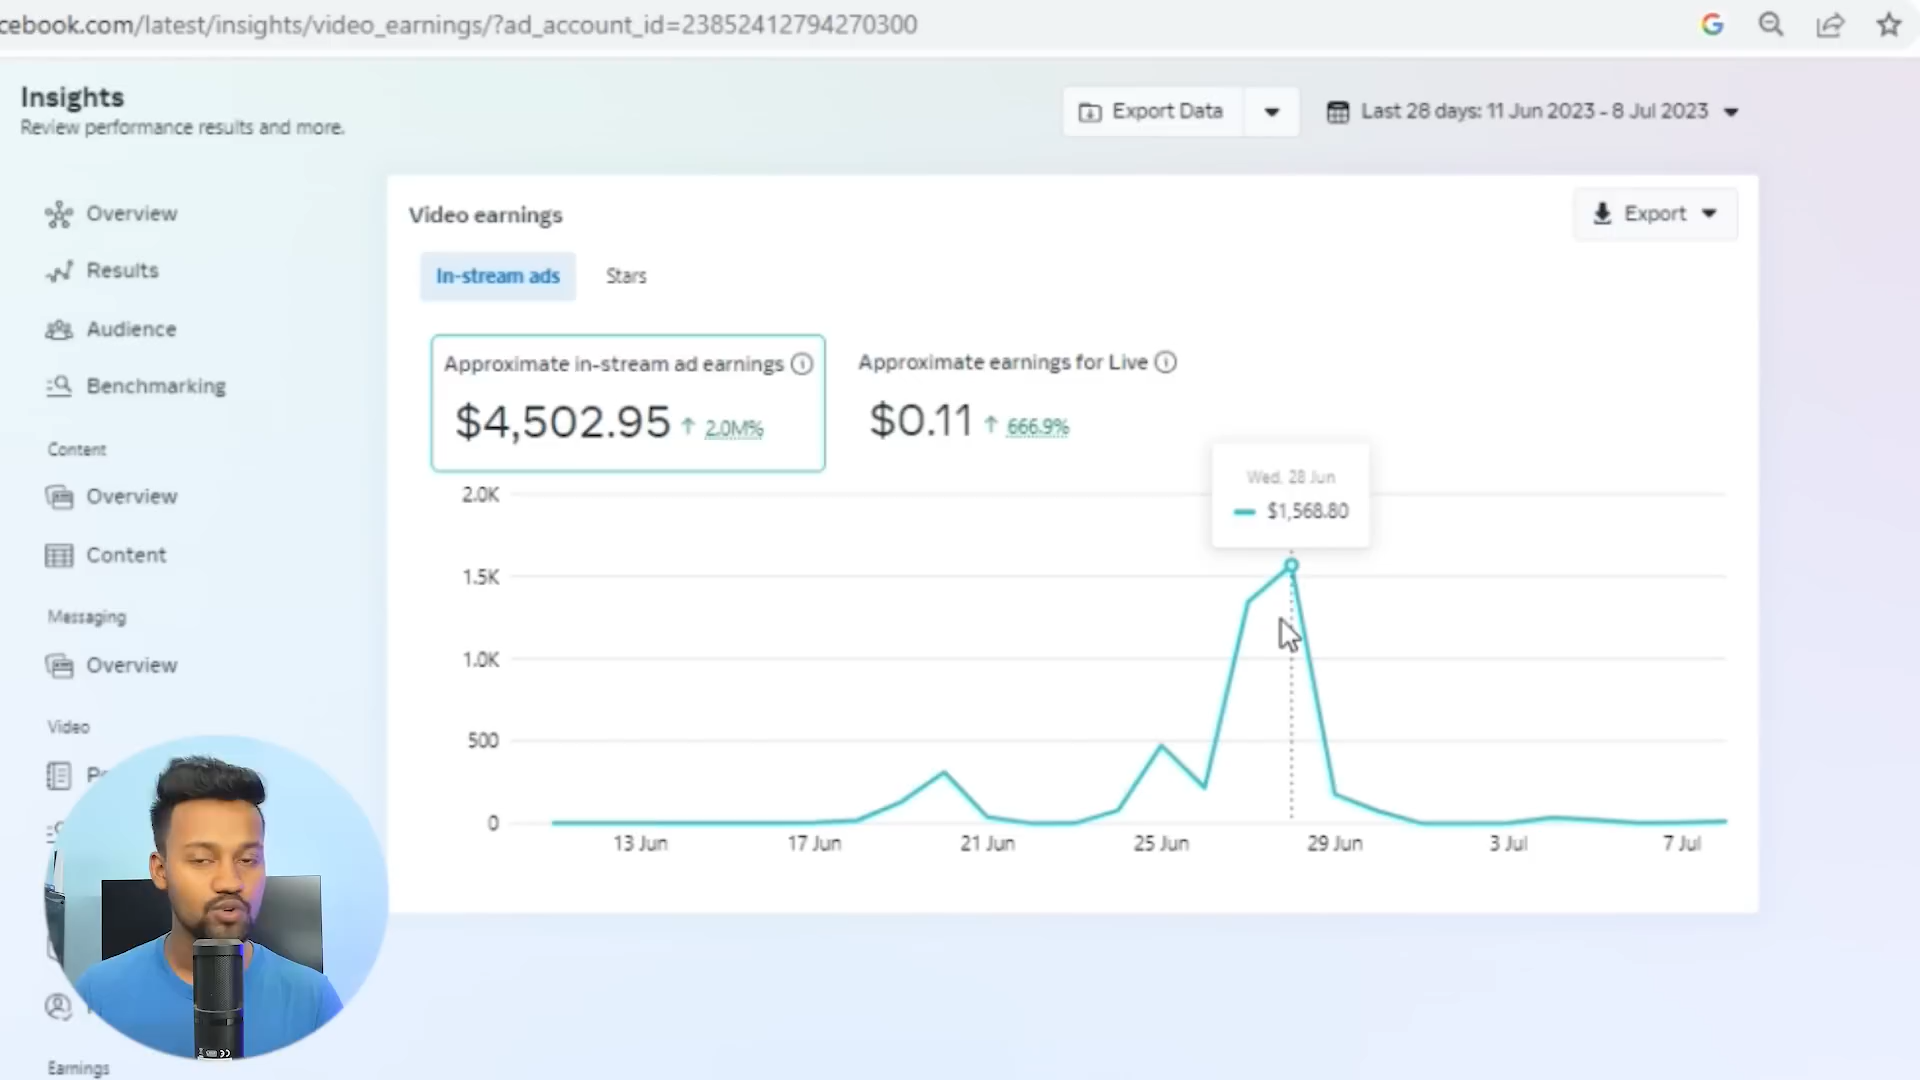 cebook.com/latest/insights/video_earnings/?ad_account_id=23852412794270300
Insights
Review performance results and more.
Export Data
Last 28 days: 11 Jun 2023 - 8 Jul 2023
Overview
Results
Audience
Benchmarking
Content
Overview
Content
Messaging
Overview
Video
Earnings
Video earnings
Export
In-stream ads
Stars
Approximate in-stream ad earnings
$4,502.95 ↑ 2.0M%
Approximate earnings for Live
$0.11 ↑ 666.9%
Wed, 28 Jun
$1,568.80
2.0K
1.5K
1.0K
500
0
13 Jun
17 Jun
21 Jun
25 Jun
29 Jun
3 Jul
7 Jul